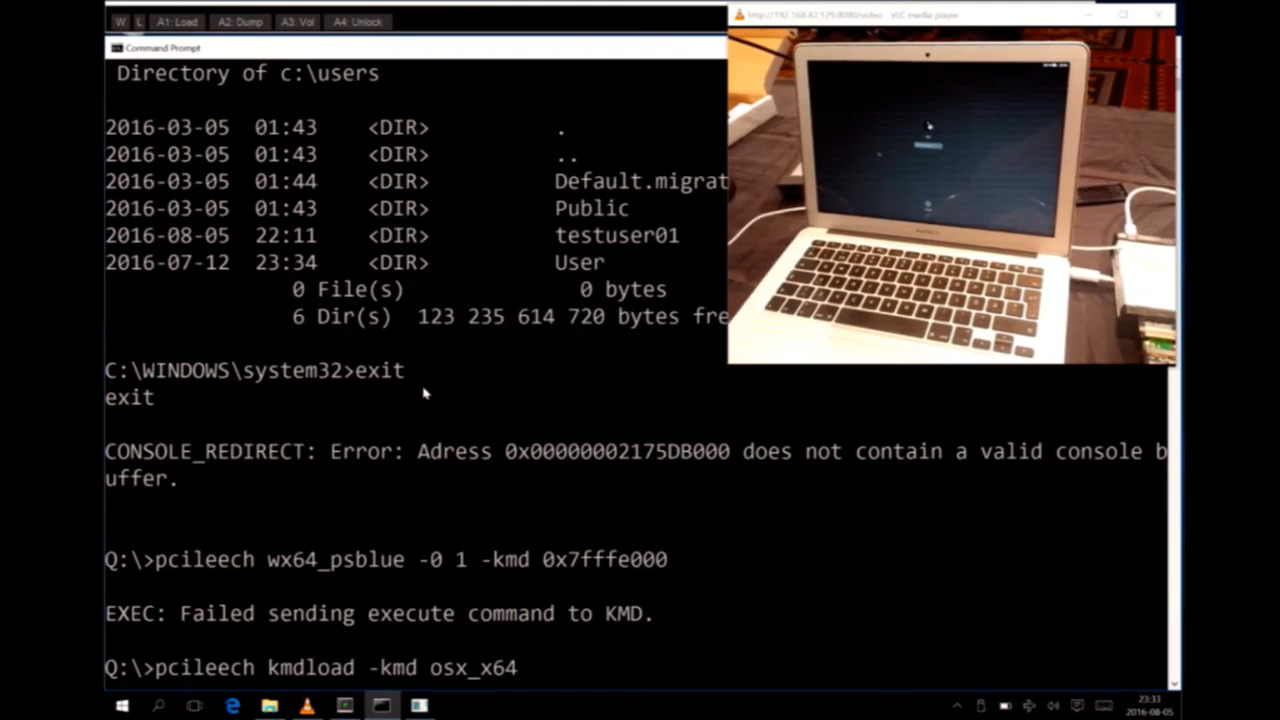 W L A1: Load A2: Dump A3: Vol A4: Unlock
http://192.168.42.129:8080/video - VLC media player
Command Prompt
Directory of c:\users
2016-03-05 01:43 <DIR> .
2016-03-05 01:43 <DIR> ..
2016-03-05 01:44 <DIR> Default.migrat
2016-03-05 01:43 <DIR> Public
2016-08-05 22:11 <DIR> testuser01
2016-07-12 23:34 <DIR> User
0 File(s) 0 bytes
6 Dir(s) 123 235 614 720 bytes fre
C:\WINDOWS\system32>exit
exit
CONSOLE_REDIRECT: Error: Adress 0x00000002175DB000 does not contain a valid console b
uffer.
Q:\>pcileech wx64_psblue -0 1 -kmd 0x7fffe000
EXEC: Failed sending execute command to KMD.
Q:\>pcileech kmdload -kmd osx_x64
23:33
2016-08-05